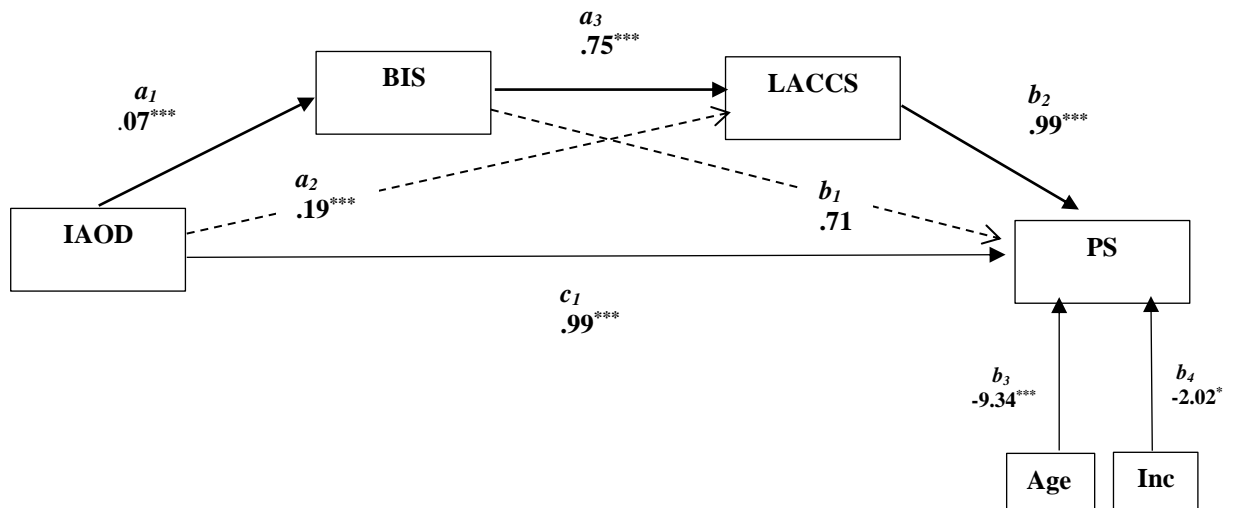 a3
.75***
BIS
LACCS
a1
.07***
b2
.99***
a2
.19***
b1
.71
IAOD
PS
c1
.99***
b3
-9.34***
b4
-2.02*
Age
Inc